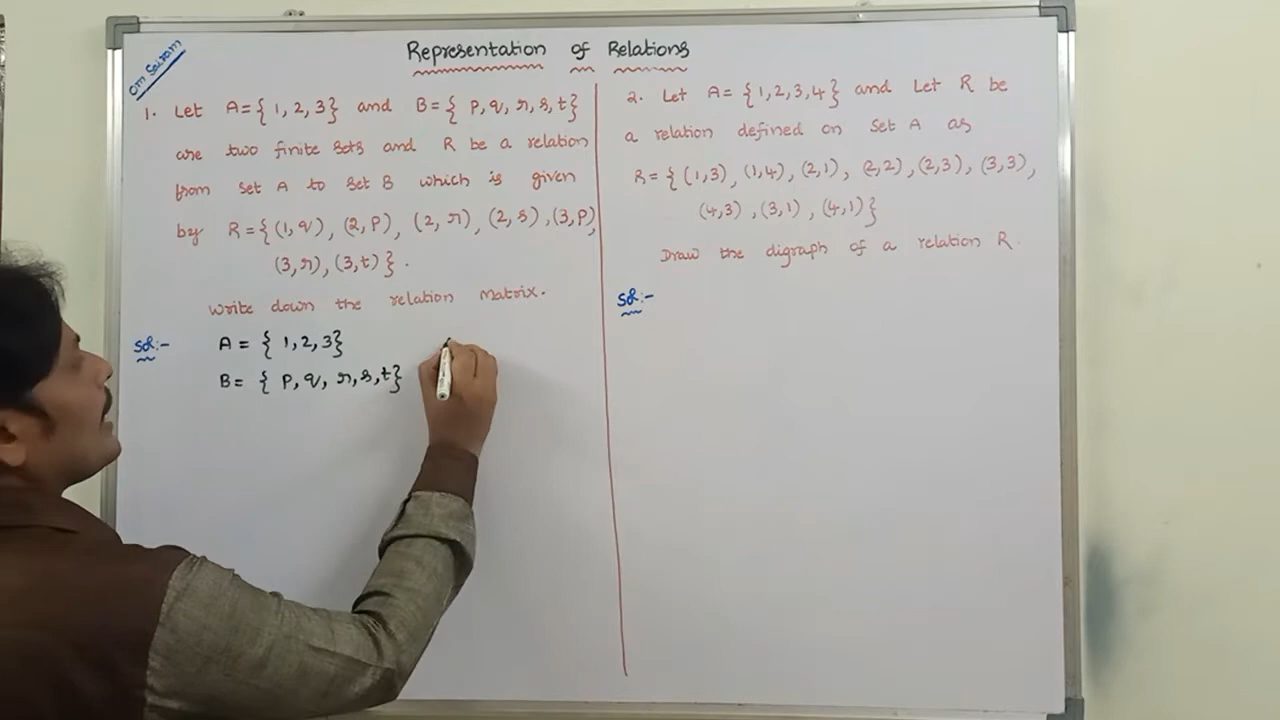 Om Sairam
Representation of Relations
1. Let A = { 1, 2, 3} and B = { p, q, r, s, t}
are two finite sets and R be a relation
from set A to set B which is given
by R = {(1, q), (2, p), (2, r), (2, s), (3, p),
(3, r), (3, t) }.
Write down the relation Matrix.
Sol:-
A = { 1, 2, 3}
B = { p, q, r, s, t}
2. Let A = {1, 2, 3, 4} and Let R be
a relation defined on Set A as
R = { (1,3), (1,4), (2,1), (2,2), (2,3), (3,3),
(4,3), (3,1), (4,1) }
Draw the digraph of a relation R.
Sol:-